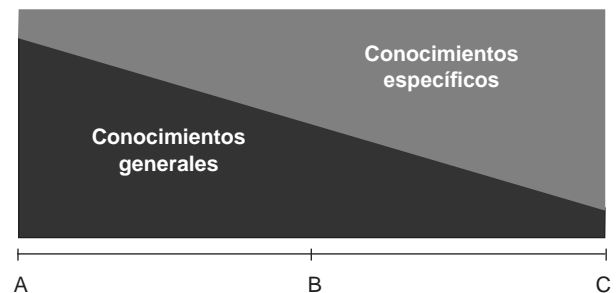 Conocimientos
específicos
Conocimientos
generales
A B C